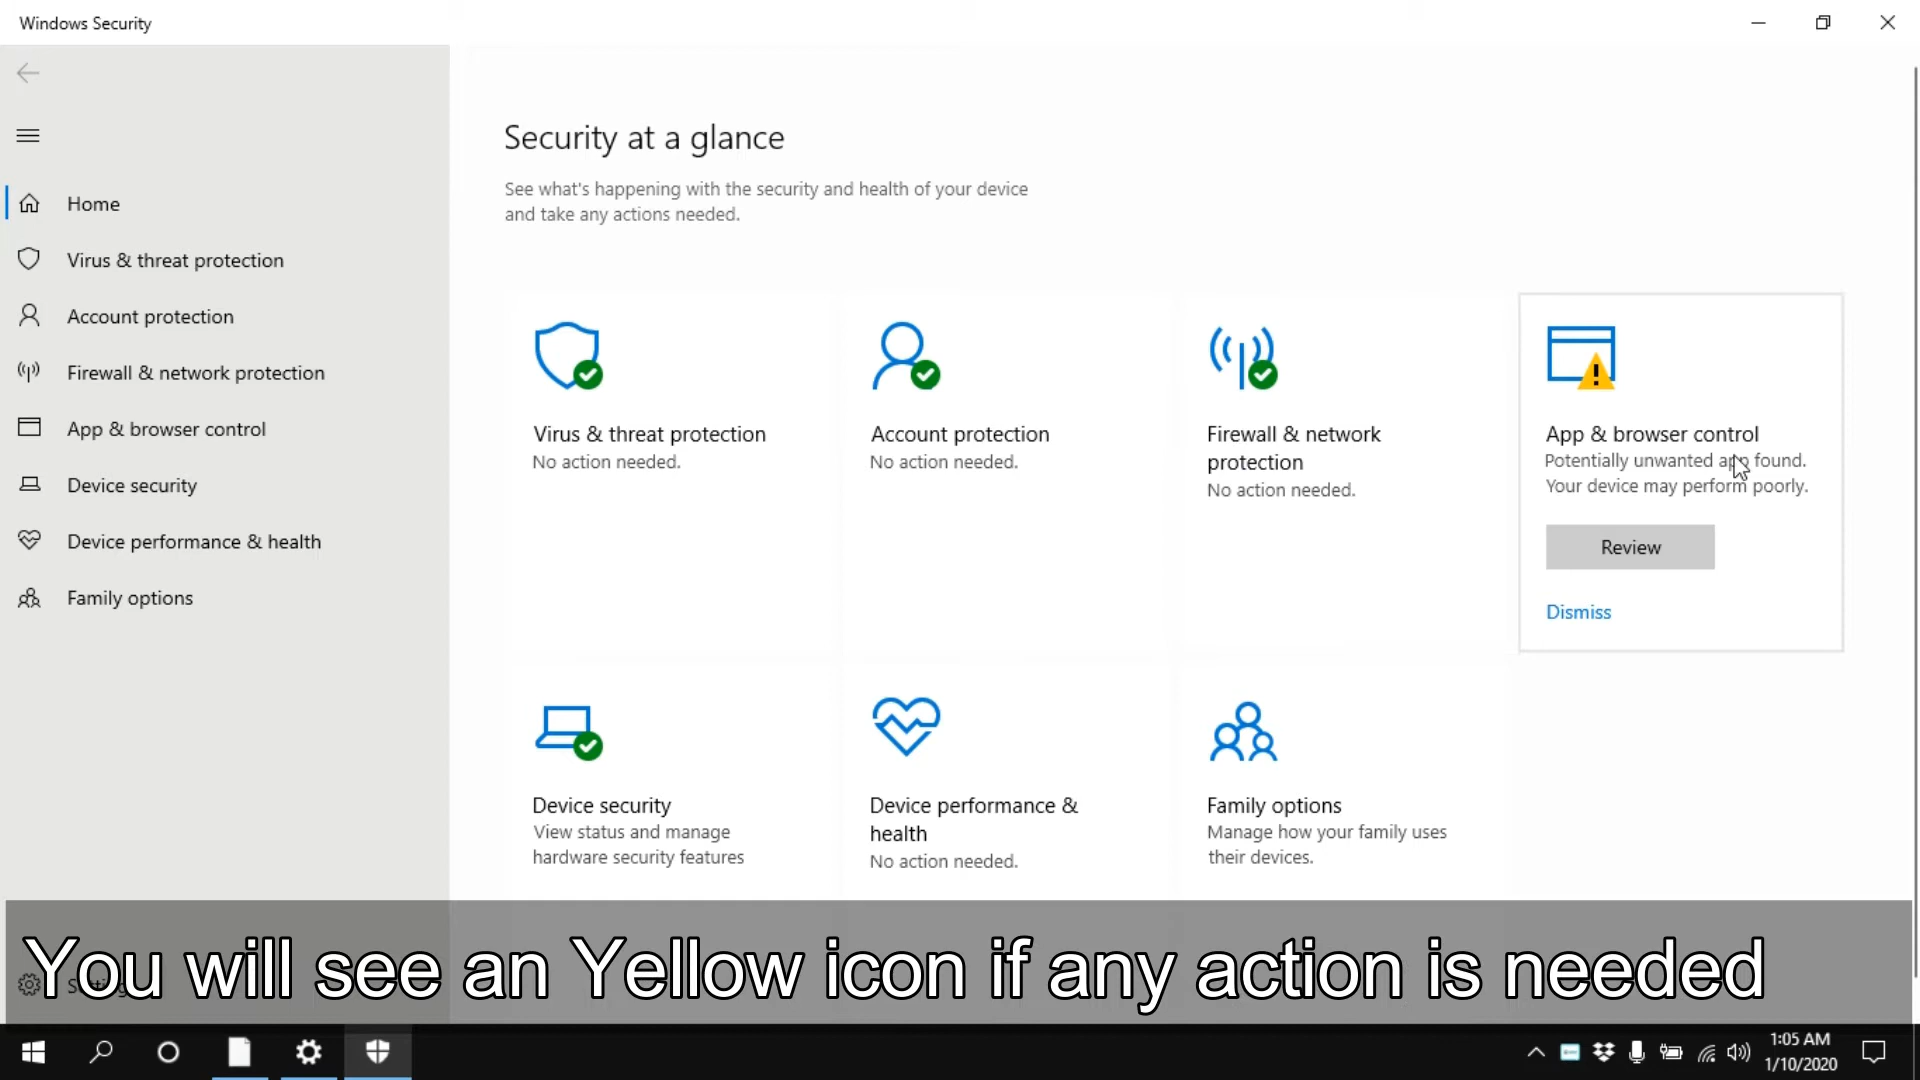 Windows Security
Home
Virus & threat protection
Account protection
Firewall & network protection
App & browser control
Device security
Device performance & health
Family options
Security at a glance
See what's happening with the security and health of your device
and take any actions needed.
Virus & threat protection
No action needed.
Account protection
No action needed.
Firewall & network
protection
No action needed.
App & browser control
Potentially unwanted app found.
Your device may perform poorly.
Review
Dismiss
Device security
View status and manage
hardware security features
Device performance &
health
No action needed.
Family options
Manage how your family uses
their devices.
You will see an Yellow icon if any action is needed
1:05 AM
1/10/2020